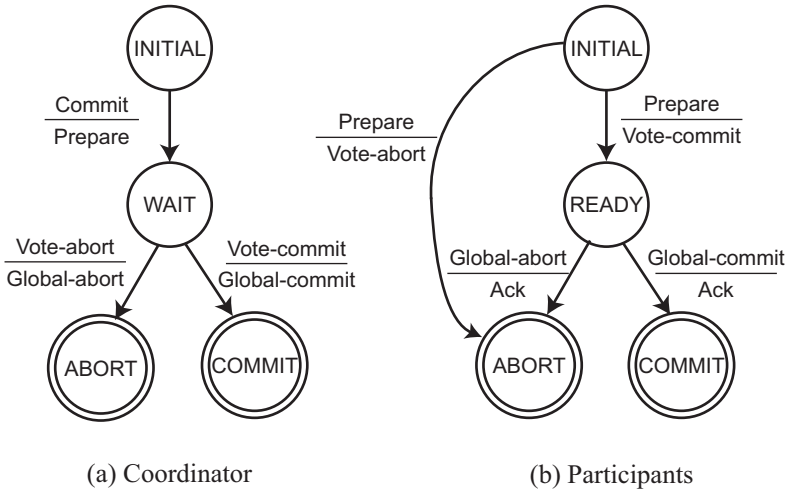 INITIAL
Commit
Prepare
WAIT
Vote-abort
Global-abort
Vote-commit
Global-commit
ABORT
COMMIT
(a) Coordinator
INITIAL
Prepare
Vote-abort
Prepare
Vote-commit
READY
Global-abort
Ack
Global-commit
Ack
ABORT
COMMIT
(b) Participants